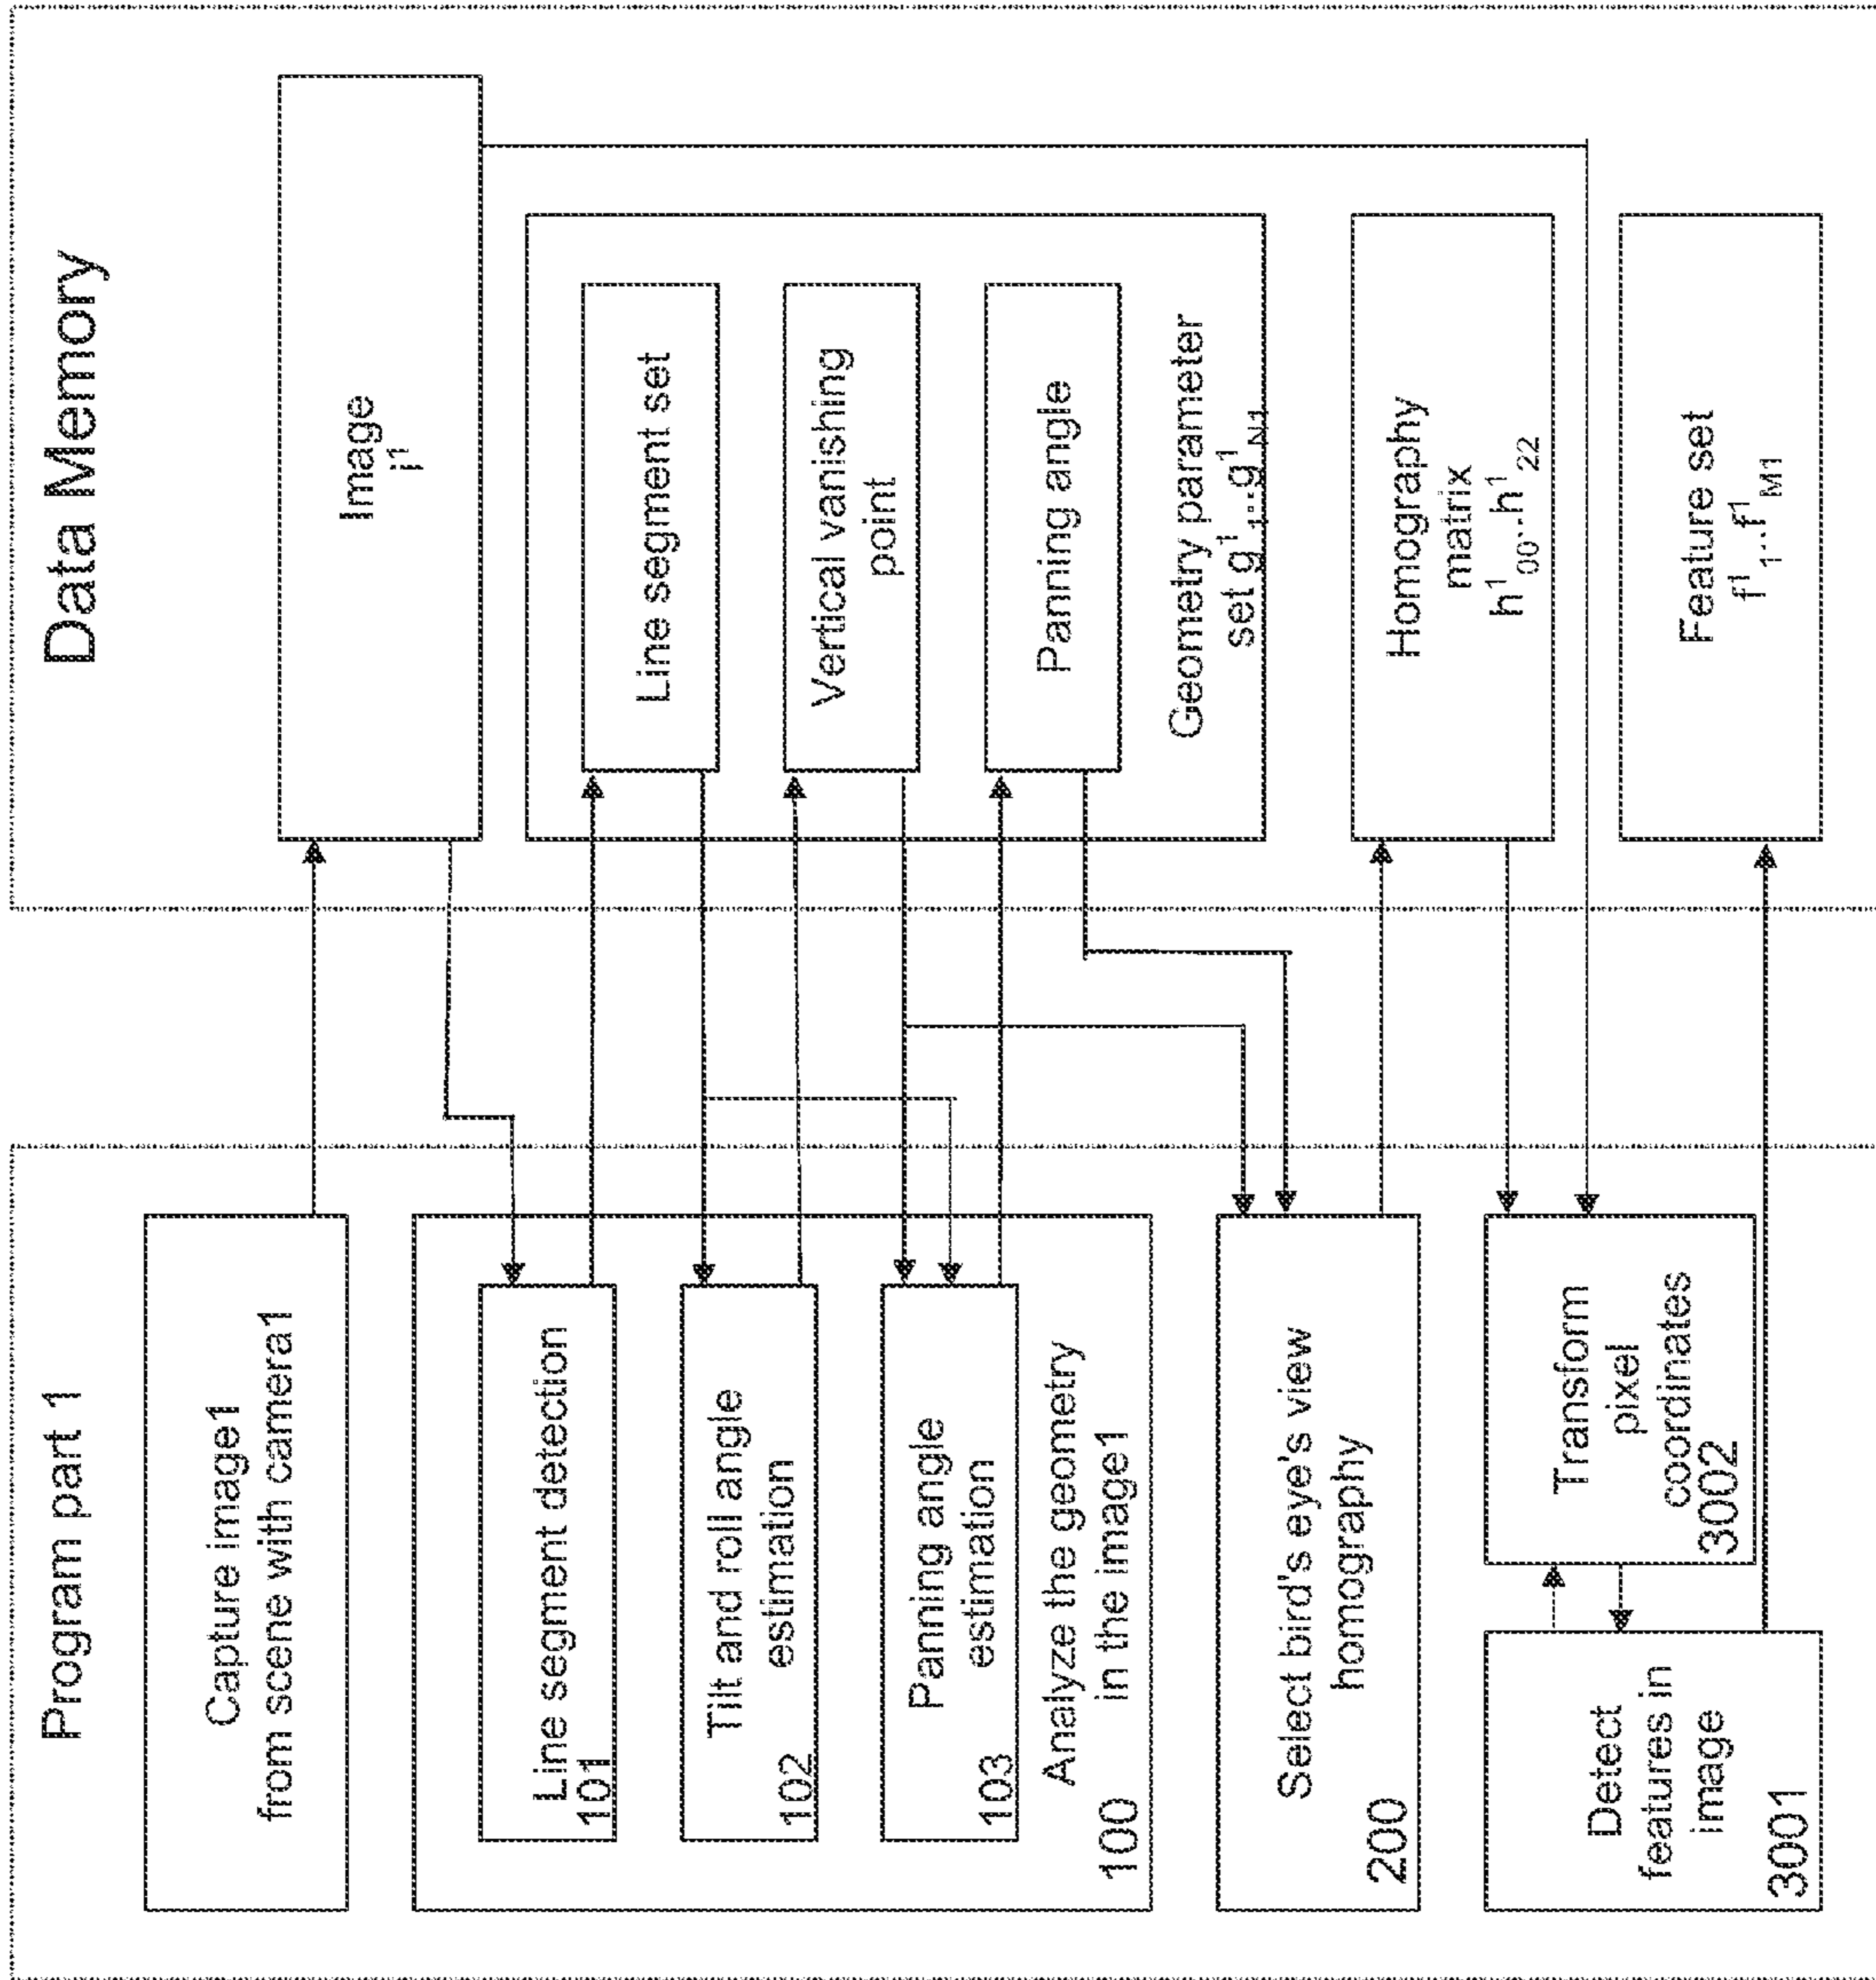 Program part 1
Capture image1
from scene with camera1
Line segment detection
101
Tilt and roll angle
estimation
102
Panning angle
estimation
103
Analyze the geometry
in the image1
100
Select bird's eye's view
homography
200
Detect
features in
image
3001
Transform
pixel
coordinates
3002
Data Memory
Image
i¹
Line segment set
Vertical vanishing
point
Panning angle
Geometry parameter
set g¹₁...g¹_N1
Homography
matrix
h¹₀₀..h¹₂₂
Feature set
f¹₁...f¹_M1